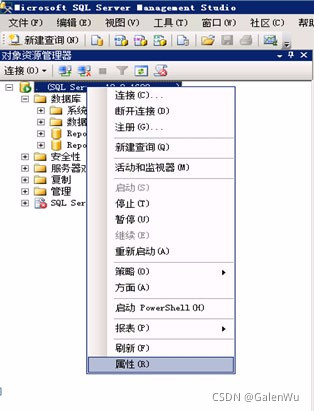 Microsoft SQL Server Management Studio
文件(F) 编辑(E) 视图(V) 工具(T) 窗口(W) 社区(C)
新建查询(N)
对象资源管理器
连接(O)
(SQL Ser
数据库
系统
数据
Repo
Repo
安全性
服务器对
复制
管理
SQL Serv
连接(C)...
断开连接(D)
注册(G)...
新建查询(Q)
活动和监视器(M)
启动(S)
停止(T)
暂停(U)
继续(E)
重新启动(A)
策略(O)
方面(A)
启动 PowerShell(H)
报表(P)
刷新(F)
属性(R)
CSDN @GalenWu